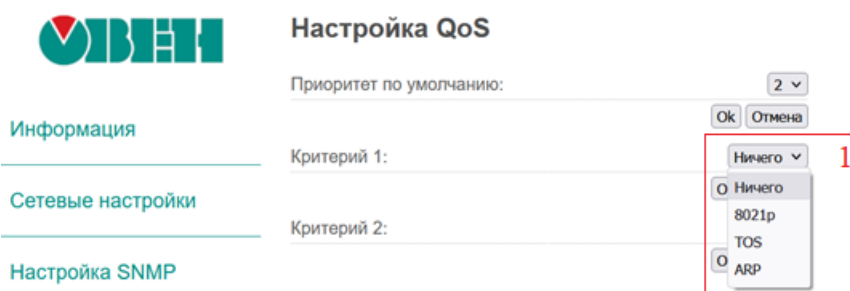 ОВЕН
Настройка QoS
Приоритет по умолчанию:
2
Ok Отмена
Информация
Критерий 1:
Ничего
1
Ничего
8021p
Сетевые настройки
Критерий 2:
TOS
ARP
Настройка SNMP